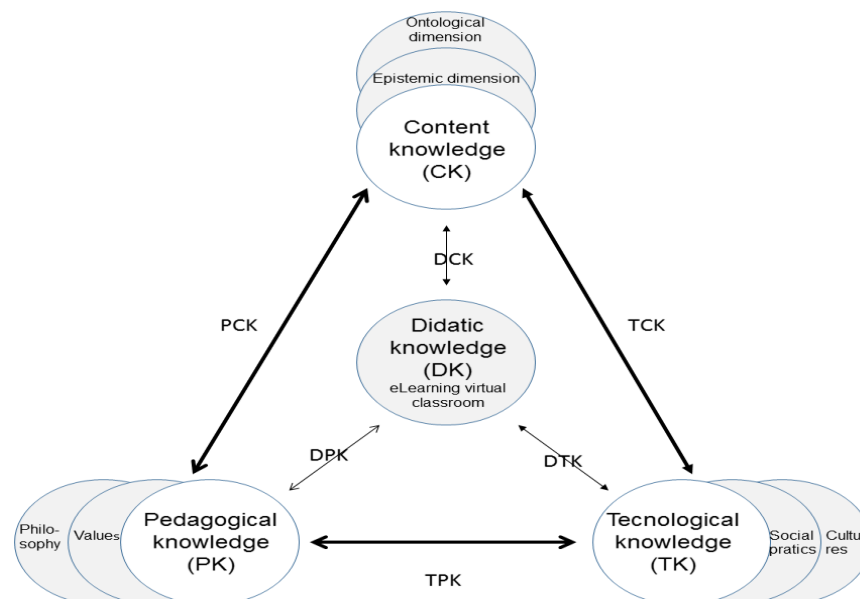 Ontological
dimension
Epistemic dimension
Content
knowledge
(CK)
DCK
PCK
TCK
Didatic
knowledge
(DK)
eLearning virtual
classroom
DPK
DTK
Philo-
sophy
Values
Pedagogical
knowledge
(PK)
Tecnological
knowledge
(TK)
Social
pratics
Cultu
res
TPK